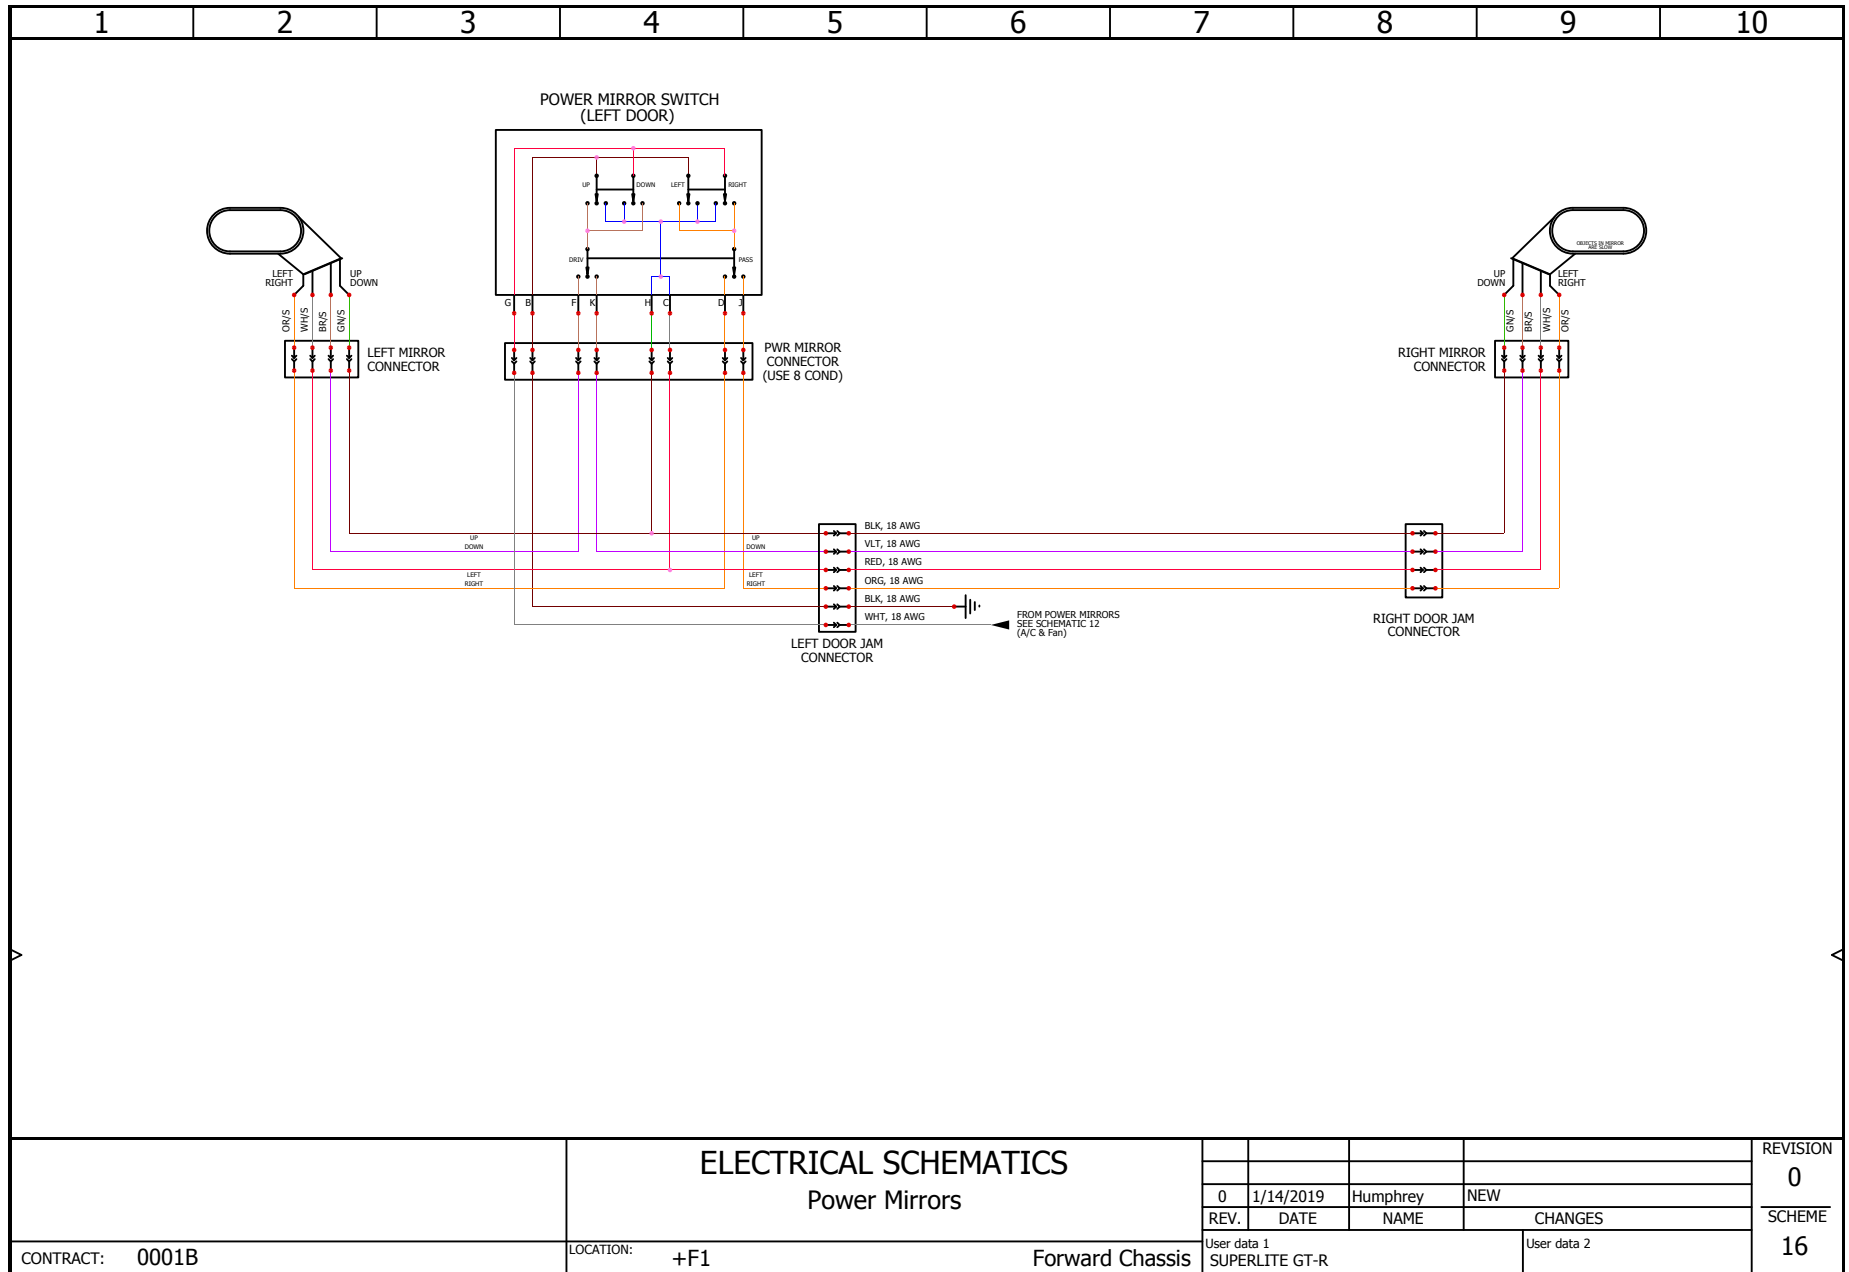 1 2 3 4 5 6 7 8 9 10
POWER MIRROR SWITCH
(LEFT DOOR)
UP
DOWN
LEFT
RIGHT
DRIV
PASS
G B F K H C D J
LEFT
RIGHT
UP
DOWN
OR/S
WH/S
BR/S
GN/S
LEFT MIRROR
CONNECTOR
PWR MIRROR
CONNECTOR
(USE 8 COND)
OBJECTS IN MIRROR
ARE SLOW
UP
DOWN
LEFT
RIGHT
GN/S
BR/S
WH/S
OR/S
RIGHT MIRROR
CONNECTOR
UP
DOWN
LEFT
RIGHT
UP
DOWN
LEFT
RIGHT
BLK, 18 AWG
VLT, 18 AWG
RED, 18 AWG
ORG, 18 AWG
BLK, 18 AWG
WHT, 18 AWG
LEFT DOOR JAM
CONNECTOR
FROM POWER MIRRORS
SEE SCHEMATIC 12
(A/C & Fan)
RIGHT DOOR JAM
CONNECTOR
ELECTRICAL SCHEMATICS
Power Mirrors
CONTRACT: 0001B
LOCATION: +F1 Forward Chassis
0 1/14/2019 Humphrey NEW
REV. DATE NAME CHANGES
User data 1
SUPERLITE GT-R
User data 2
REVISION
0
SCHEME
16